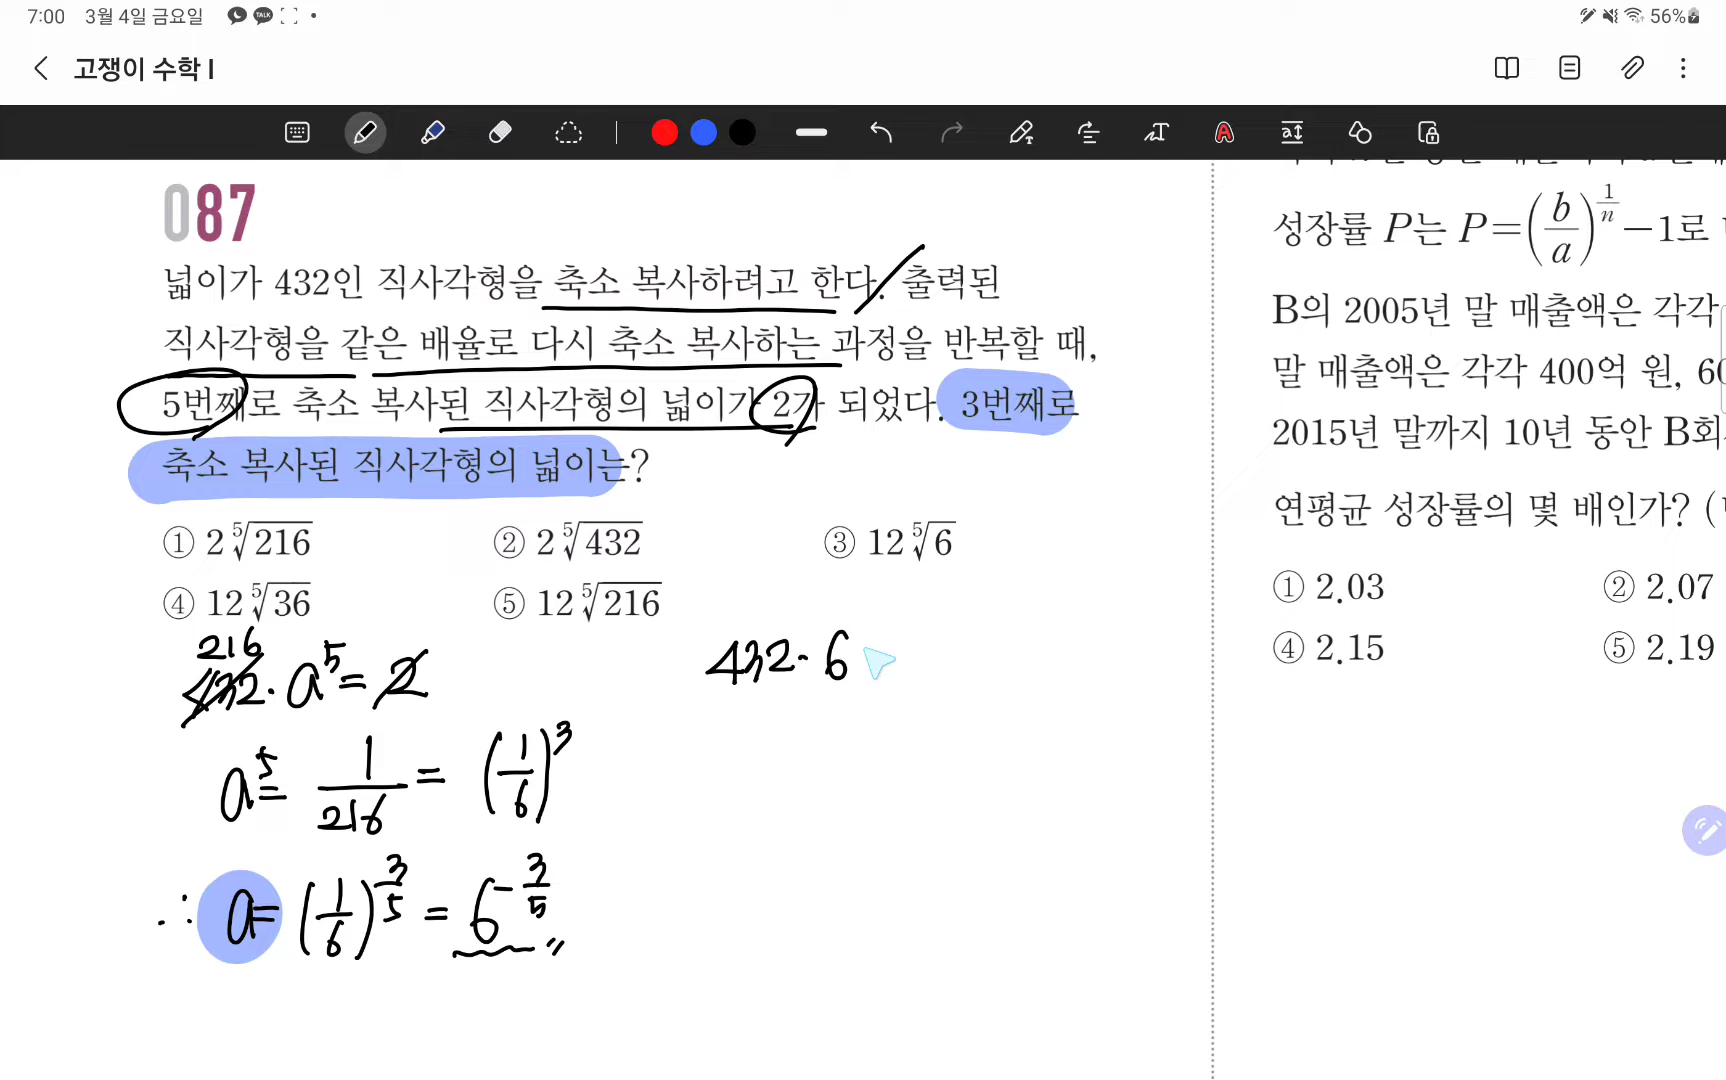 7:00 3월 4일 금요일 TALK 56%
고쟁이 수학 I
087
넓이가 432인 직사각형을 축소 복사하려고 한다. 출력된
직사각형을 같은 배율로 다시 축소 복사하는 과정을 반복할 때,
5번째로 축소 복사된 직사각형의 넓이가 2가 되었다. 3번째로
축소 복사된 직사각형의 넓이는?
① 2⁵√216 ② 2⁵√432 ③ 12⁵√6
④ 12⁵√36 ⑤ 12⁵√216
216
432 · a⁵ = 2
a⁵ = 1/216 = (1/6)³
∴ a = (1/6)^(3/5) = 6^(-3/5) 〃
432 · 6
성장률 P는 P=(b/a)^(1/n)−1로
B의 2005년 말 매출액은 각각
말 매출액은 각각 400억 원, 60
2015년 말까지 10년 동안 B회
연평균 성장률의 몇 배인가? (
① 2.03 ② 2.07
④ 2.15 ⑤ 2.19